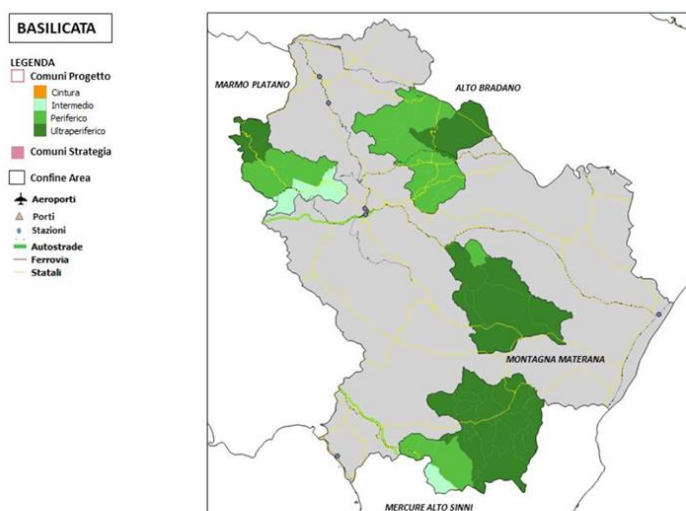 BASILICATA
LEGENDA
Comuni Progetto
Cintura
Intermedio
Periferico
Ultraperiferico
Comuni Strategia
Confine Area
Aeroporti
Porti
Stazioni
Autostrade
Ferrovia
Statali
MARMO PLATANO
ALTO BRADANO
MONTAGNA MATERANA
MERCURE ALTO SINNI